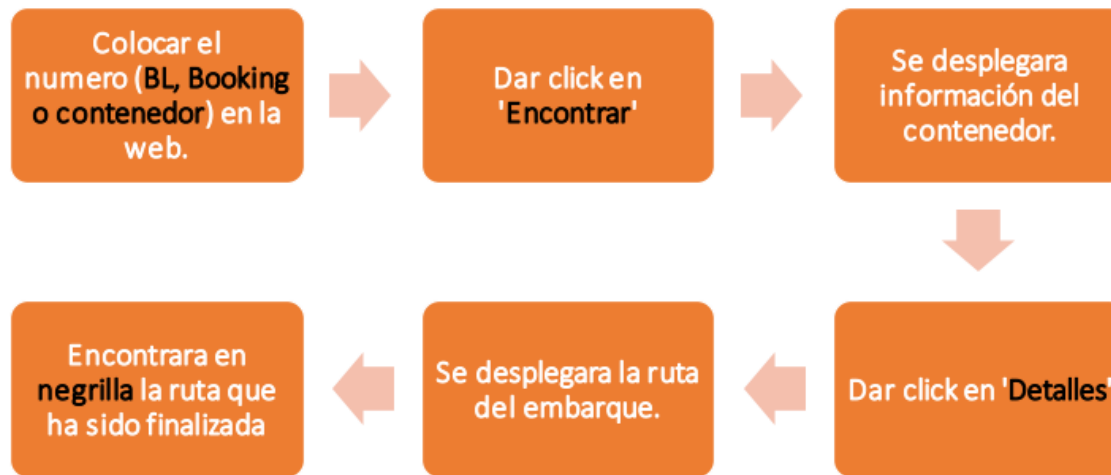 Colocar el
numero (BL, Booking
o contenedor) en la
web.
Dar click en
'Encontrar'
Se desplegara
información del
contenedor.
Dar click en 'Detalles'
Se desplegara la ruta
del embarque.
Encontrara en
negrilla la ruta que
ha sido finalizada